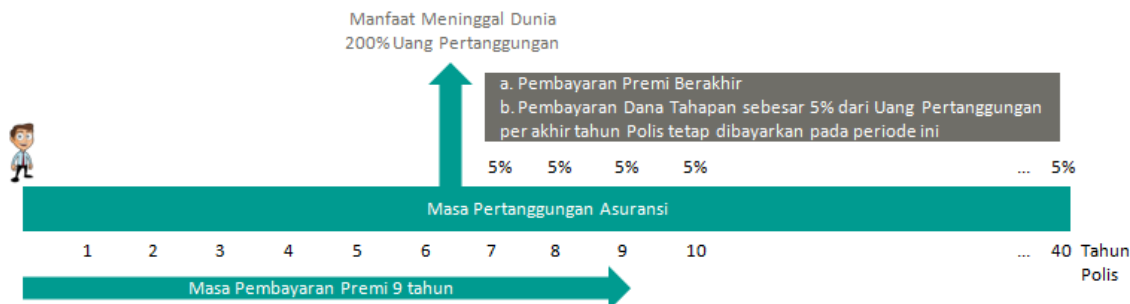 Manfaat Meninggal Dunia
200% Uang Pertanggungan
a. Pembayaran Premi Berakhir
b. Pembayaran Dana Tahapan sebesar 5% dari Uang Pertanggungan
per akhir tahun Polis tetap dibayarkan pada periode ini
5% 5% 5% 5% ... 5%
Masa Pertanggungan Asuransi
1 2 3 4 5 6 7 8 9 10 ... 40 Tahun
Polis
Masa Pembayaran Premi 9 tahun